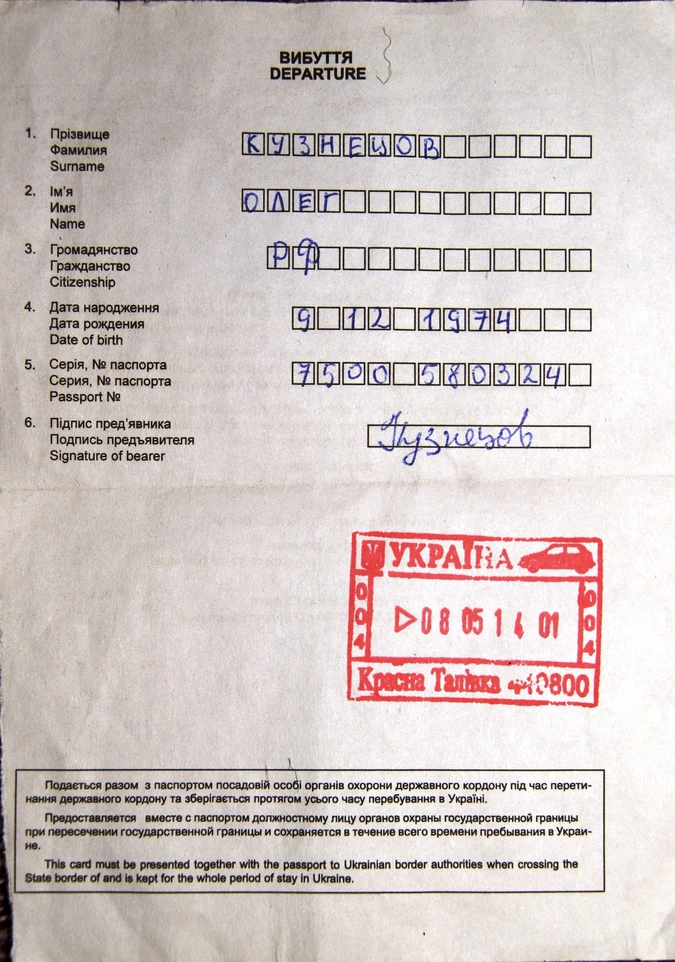 ВИБУТТЯ
DEPARTURE
1. Прізвище
Фамилия
Surname
КУЗНЕЦОВ
2. Ім'я
Имя
Name
ОЛЕГ
3. Громадянство
Гражданство
Citizenship
РФ
4. Дата народження
Дата рождения
Date of birth
9 12 1974
5. Серія, № паспорта
Серия, № паспорта
Passport №
7500 580324
6. Підпис пред'явника
Подпись предъявителя
Signature of bearer
Кузнецов
УКРАЇНА
004 08 05 14 01 004
Красна Талівка 440800
Подається разом з паспортом посадовій особі органів охорони державного кордону під час перети-
нання державного кордону та зберігається протягом усього часу перебування в Україні.
Предоставляется вместе с паспортом должностному лицу органов охраны государственной границы
при пересечении государственной границы и сохраняется в течение всего времени пребывания в Украи-
не.
This card must be presented together with the passport to Ukrainian border authorities when crossing the
State border of and is kept for the whole period of stay in Ukraine.